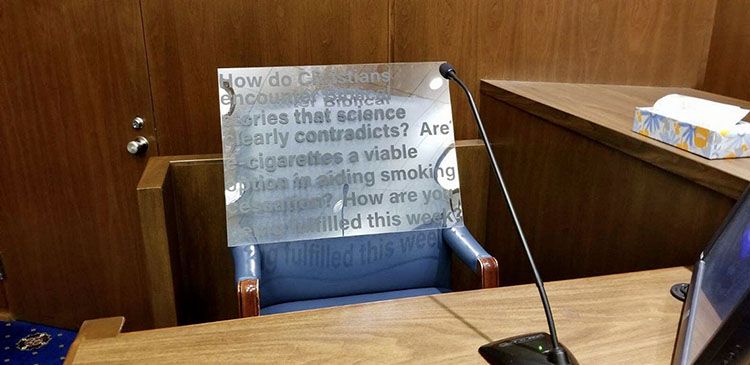 How do Christians
encounter Biblical
stories that science
clearly contradicts? Are
e-cigarettes a viable
option in aiding smoking
cessation? How are you
being fulfilled this week?
fulfilled this week